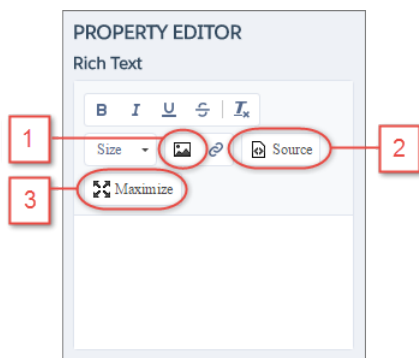 PROPERTY EDITOR
Rich Text
B I U S Tx
1
Size
Source
2
3
Maximize